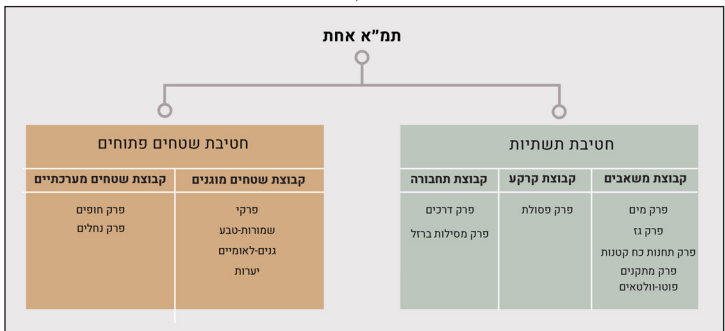 תמ"א אחת
חטיבת תשתיות
קבוצת משאבים
פרק מים
פרק גז
פרק תחנות כח קטנות
פרק מתקנים
פוטו-וולטאים
קבוצת קרקע
פרק פסולת
קבוצת תחבורה
פרק דרכים
פרק מסילות ברזל
חטיבת שטחים פתוחים
קבוצת שטחים מוגנים
פרקי
שמורות-טבע
גנים-לאומיים
יערות
קבוצת שטחים מערכתיים
פרק חופים
פרק נחלים